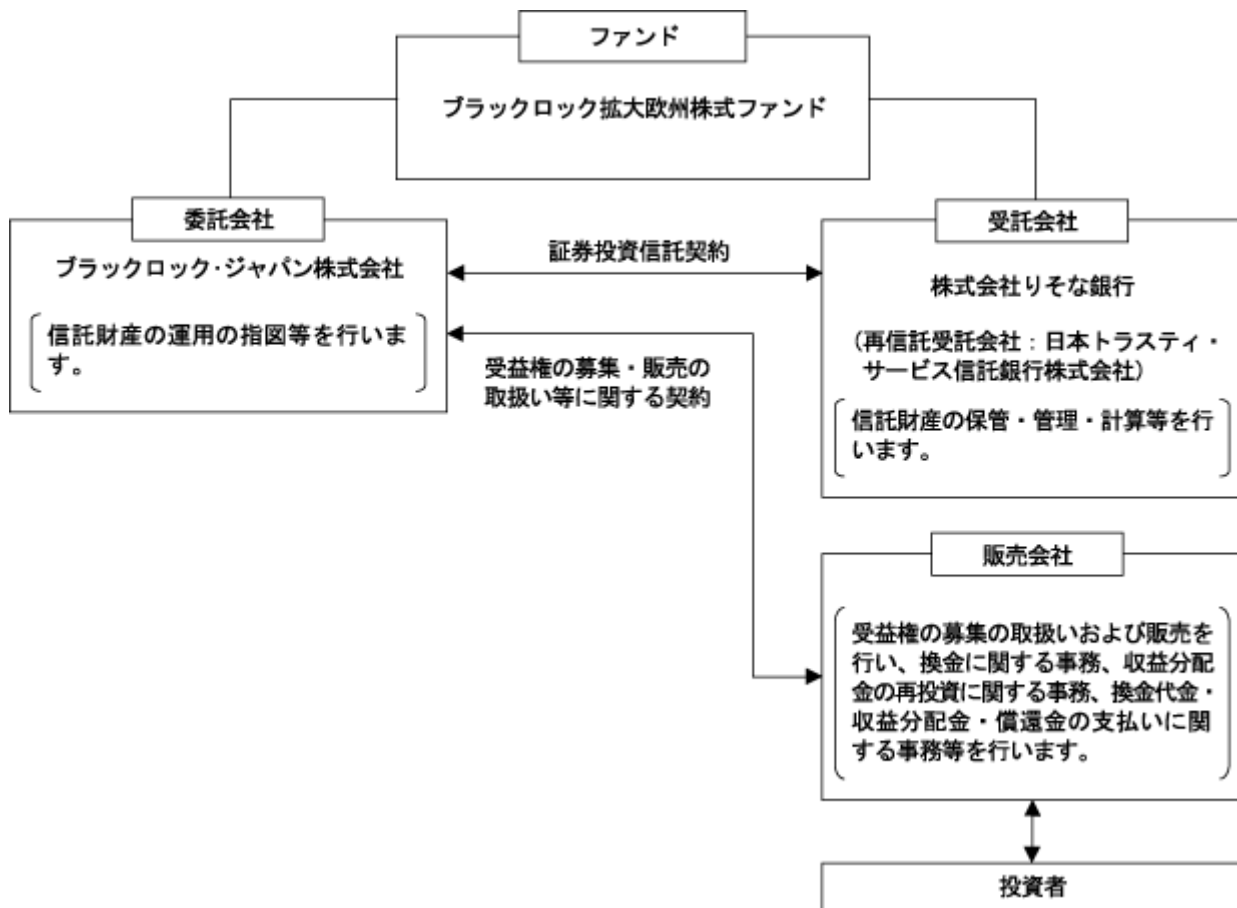 ファンド
ブラックロック拡大欧州株式ファンド
委託会社
ブラックロック・ジャパン株式会社
信託財産の運用の指図等を行いま
す。
証券投資信託契約
受益権の募集・販売の
取扱い等に関する契約
受託会社
株式会社りそな銀行
(再信託受託会社：日本トラスティ・
サービス信託銀行株式会社)
信託財産の保管・管理・計算等を行
います。
販売会社
受益権の募集の取扱いおよび販売を
行い、換金に関する事務、収益分配
金の再投資に関する事務、換金代金・
収益分配金・償還金の支払いに関
する事務等を行います。
投資者